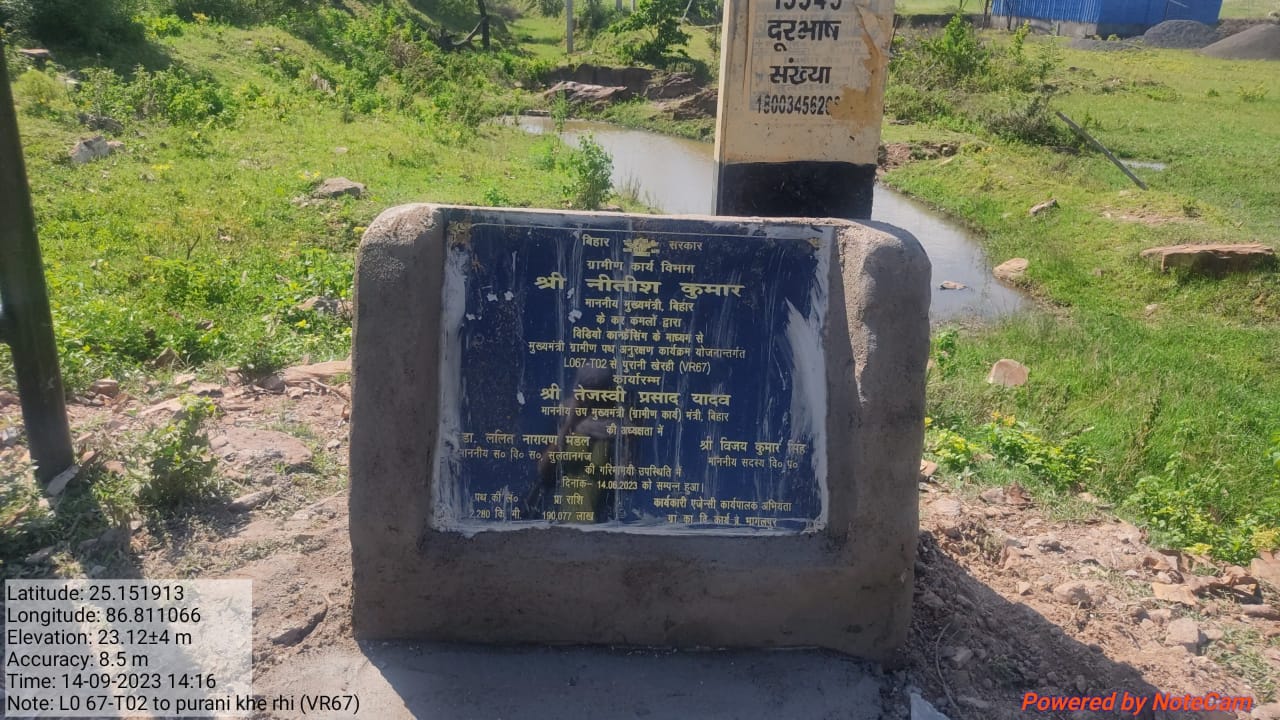 15545
दूरभाष
संख्या
बिहार सरकार
ग्रामीण कार्य विभाग
श्री नीतीश कुमार
माननीय मुख्यमंत्री, बिहार
के कर कमलों द्वारा
विडियो कान्फ्रेंसिंग के माध्यम से
मुख्यमंत्री ग्रामीण पथ अनुरक्षण कार्यक्रम योजनान्तर्गत
L067-T02 से पुरानी खेरही (VR67)
कार्यारम्भ
श्री तेजस्वी प्रसाद यादव
माननीय उप मुख्यमंत्री (ग्रामीण कार्य) मंत्री, बिहार
की अध्यक्षता में
डा. ललित नारायण मंडल श्री विजय कुमार सिंह
माननीय स० वि० स० सुलतानगंज माननीय सदस्य वि० प०
की गरिमामयी उपस्थिति में
दिनांक- 14.06.2023 को सम्पन्न हुआ।
पथ की लं० प्रा राशि कार्यकारी एजेन्सी कार्यपालक अभियंता
2.280 कि मी 190.077 लाख ग्रा का वि कार्य प्र भागलपुर
Latitude: 25.151913
Longitude: 86.811066
Elevation: 23.12±4 m
Accuracy: 8.5 m
Time: 14-09-2023 14:16
Note: L0 67-T02 to purani khe rhi (VR67)
Powered by NoteCam